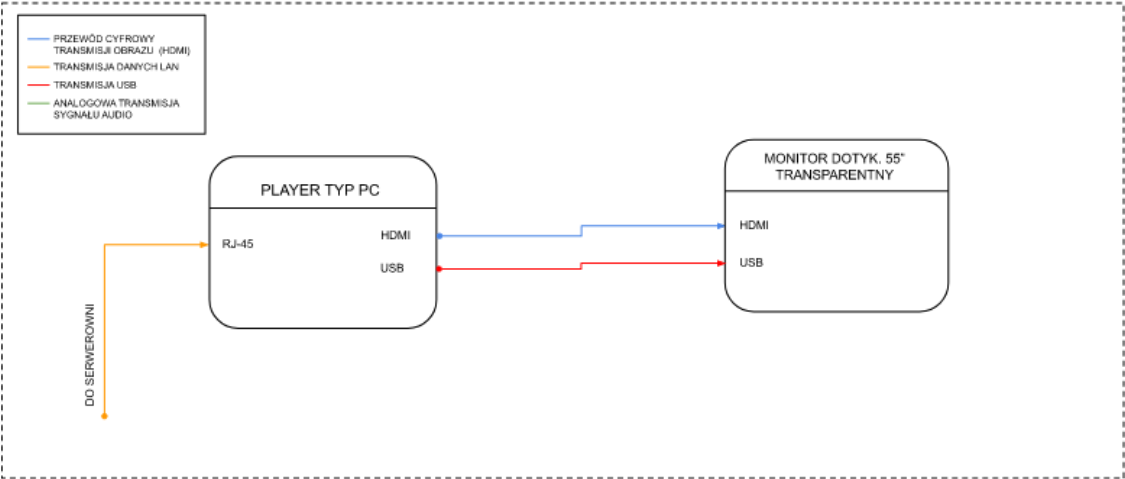 PRZEWÓD CYFROWY
TRANSMISJI OBRAZU (HDMI)
TRANSMISJA DANYCH LAN
TRANSMISJA USB
ANALOGOWA TRANSMISJA
SYGNAŁU AUDIO
PLAYER TYP PC
RJ-45
HDMI
USB
MONITOR DOTYK. 55"
TRANSPARENTNY
HDMI
USB
DO SERWEROWNI